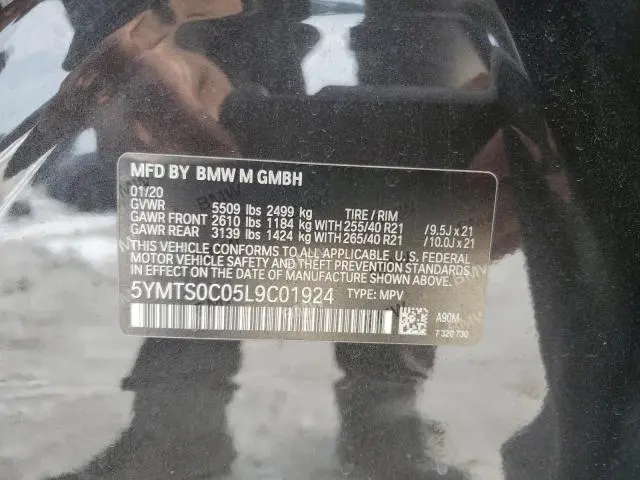 MFD BY BMW M GMBH
01/20
GVWR 5509 lbs 2499 kg TIRE / RIM
GAWR FRONT 2610 lbs 1184 kg WITH 255/40 R21 /9.5J x 21
GAWR REAR 3139 lbs 1424 kg WITH 265/40 R21 /10.0J x 21
THIS VEHICLE CONFORMS TO ALL APPLICABLE U. S. FEDERAL
MOTOR VEHICLE SAFETY, BUMPER, AND THEFT PREVENTION STANDARDS
IN EFFECT ON THE DATE OF MANUFACTURE SHOWN ABOVE.
5YMTS0C05L9C01924 TYPE: MPV
A90M
7 320 730